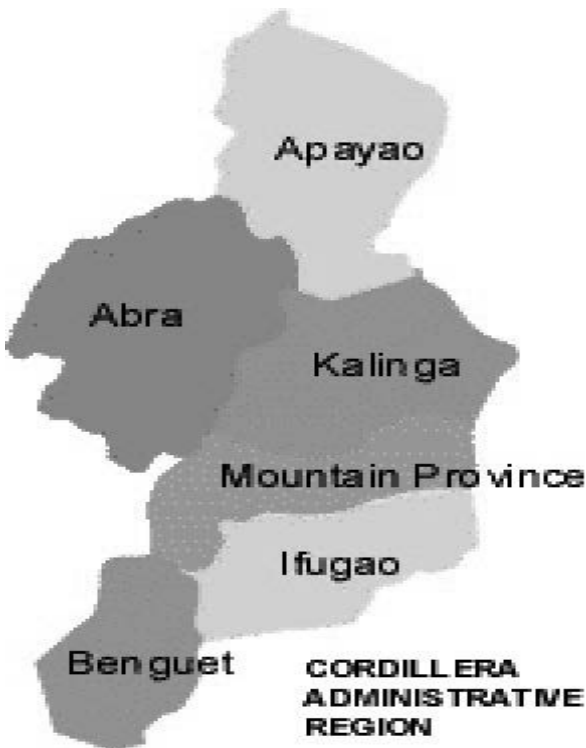 Apayao
Abra
Kalinga
Mountain Province
Ifugao
Benguet
CORDILLERA
ADMINISTRATIVE
REGION